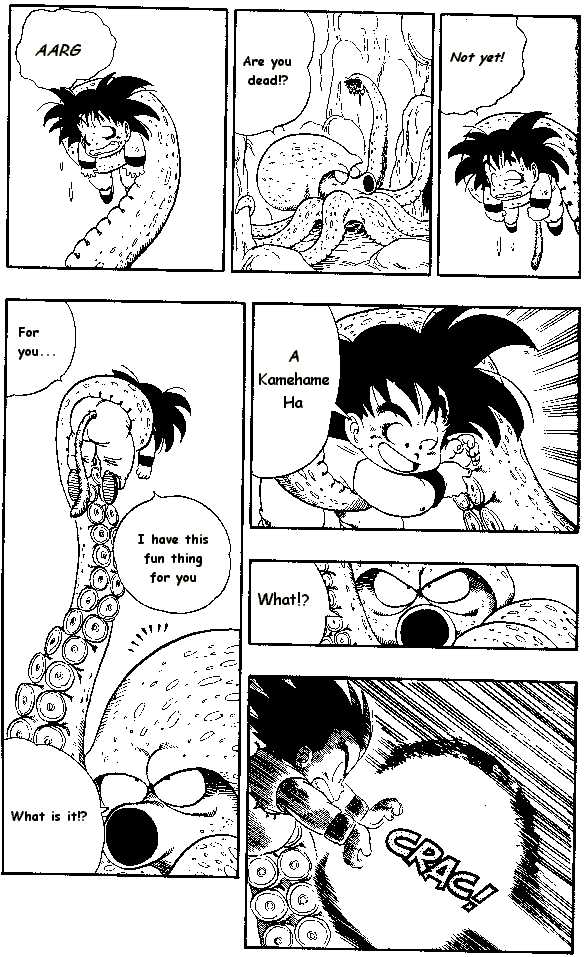 AARG
Are you
dead!?
Not yet!
For
you...
I have this
fun thing
for you
What is it!?
A
Kamehame
Ha
What!?
CRAC!